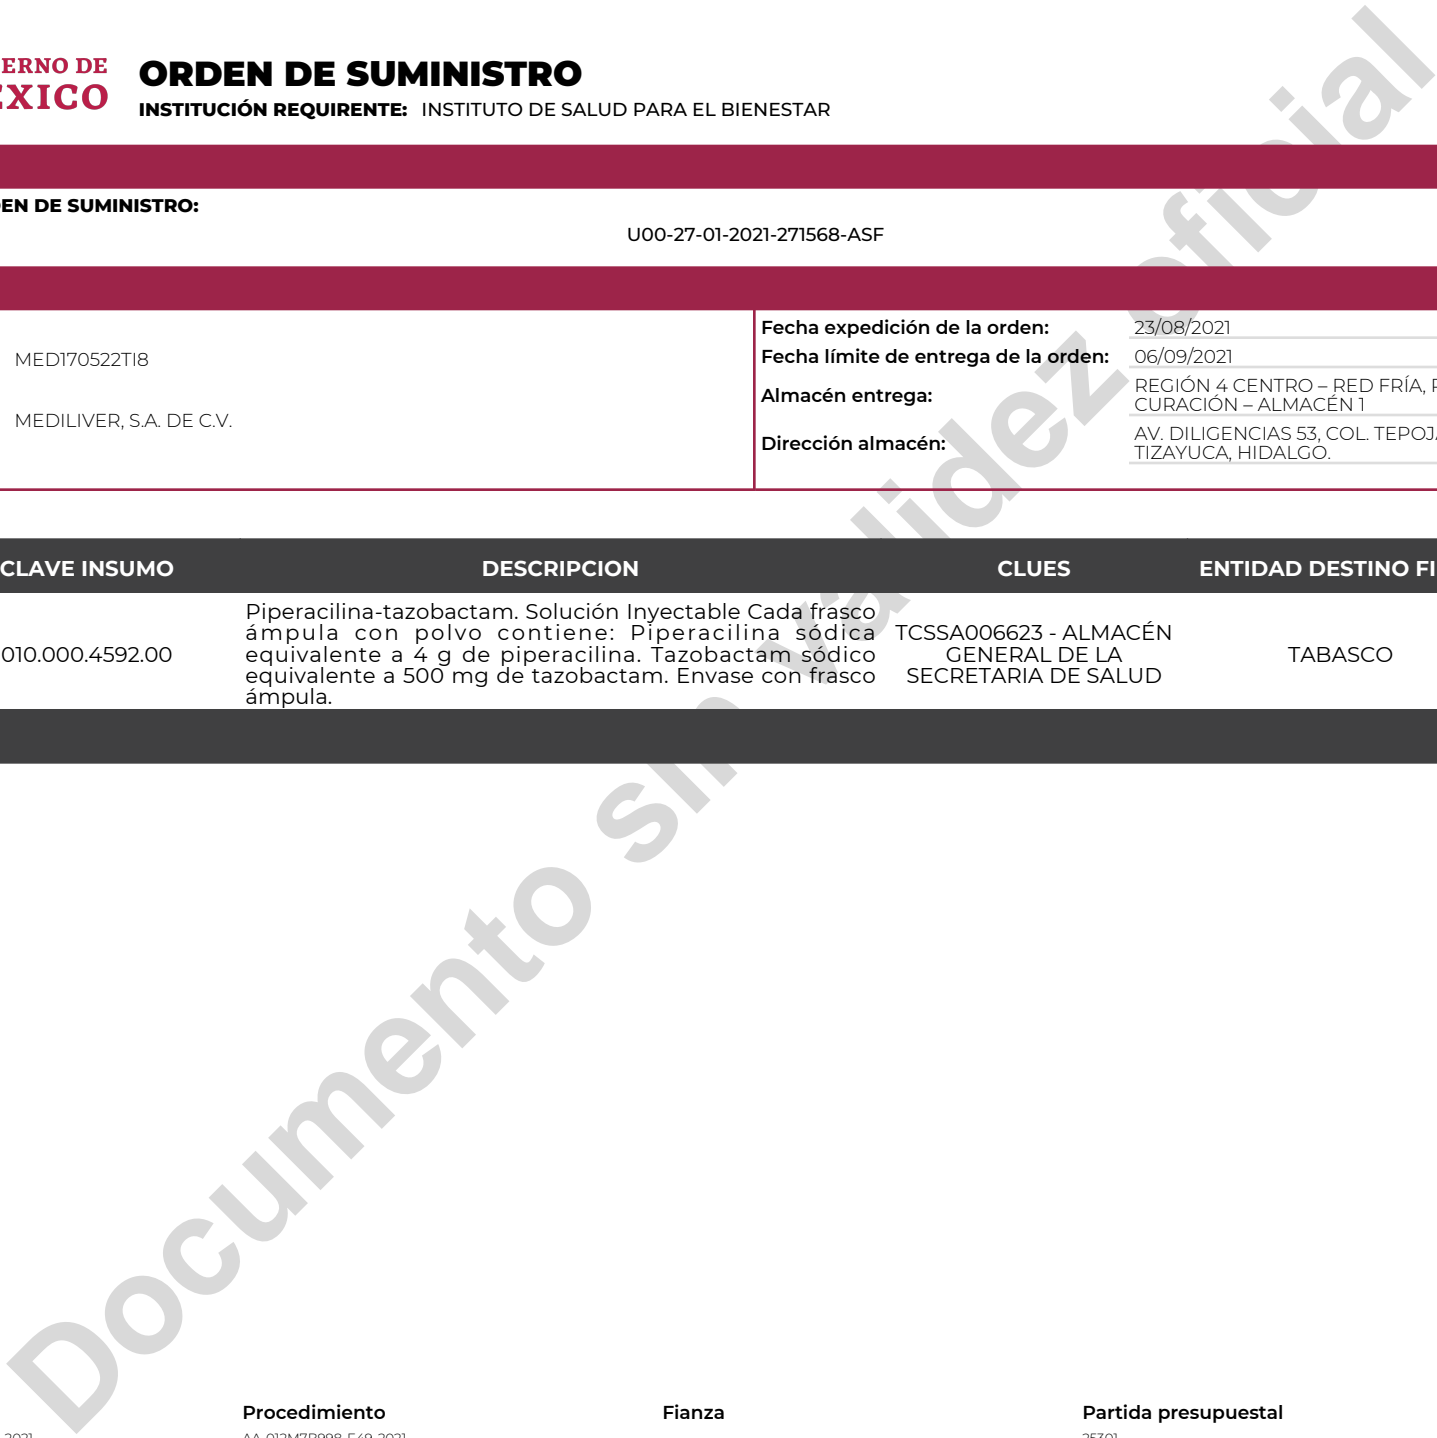 ERNO DE
ORDEN DE SUMINISTRO
EXICO
INSTITUCIÓN REQUIRENTE: INSTITUTO DE SALUD PARA EL BIENESTAR
EN DE SUMINISTRO:
U00-27-01-2021-271568-ASF
MED170522TI8
MEDILIVER, S.A. DE C.V.
Fecha expedición de la orden: 23/08/2021
Fecha límite de entrega de la orden: 06/09/2021
Almacén entrega: REGIÓN 4 CENTRO – RED FRÍA,
CURACIÓN – ALMACÉN 1
Dirección almacén: AV. DILIGENCIAS 53, COL. TEPOJ
TIZAYUCA, HIDALGO.
CLAVE INSUMO DESCRIPCION CLUES ENTIDAD DESTINO FI
010.000.4592.00
Piperacilina-tazobactam. Solución Inyectable Cada frasco
ámpula con polvo contiene: Piperacilina sódica
equivalente a 4 g de piperacilina. Tazobactam sódico
equivalente a 500 mg de tazobactam. Envase con frasco
ámpula.
TCSSA006623 - ALMACÉN
GENERAL DE LA
SECRETARIA DE SALUD
TABASCO
Documento sin validez oficial
Procedimiento Fianza Partida presupuestal